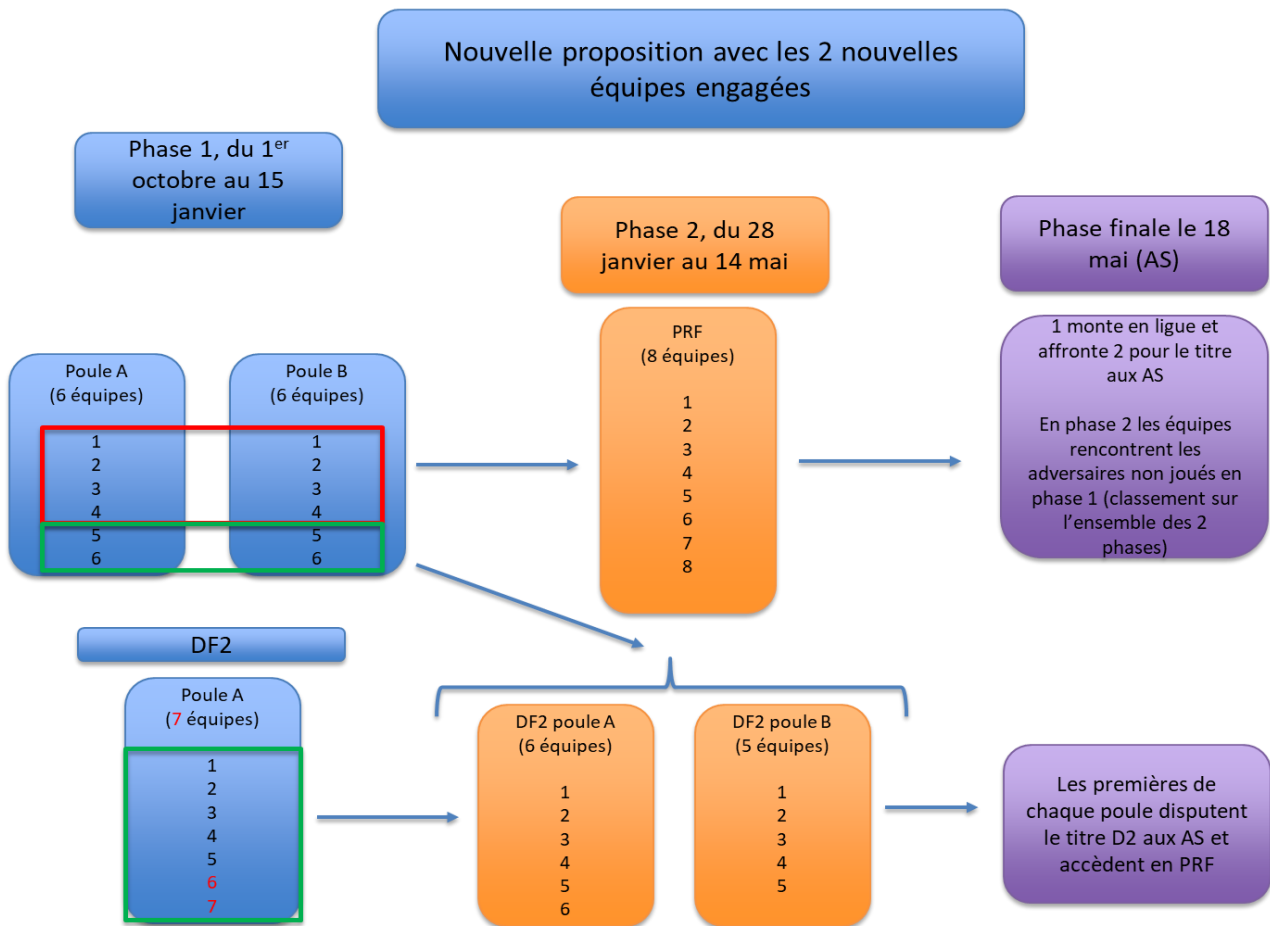 Nouvelle proposition avec les 2 nouvelles
équipes engagées
Phase 1, du 1er
octobre au 15
janvier
Phase 2, du 28
janvier au 14 mai
Phase finale le 18
mai (AS)
Poule A
(6 équipes)
1
2
3
4
5
6
Poule B
(6 équipes)
1
2
3
4
5
6
PRF
(8 équipes)
1
2
3
4
5
6
7
8
1 monte en ligue et
affronte 2 pour le titre
aux AS
En phase 2 les équipes
rencontrent les
adversaires non joués en
phase 1 (classement sur
l’ensemble des 2
phases)
DF2
Poule A
(7 équipes)
1
2
3
4
5
6
7
DF2 poule A
(6 équipes)
1
2
3
4
5
6
DF2 poule B
(5 équipes)
1
2
3
4
5
Les premières de
chaque poule disputent
le titre D2 aux AS et
accèdent en PRF